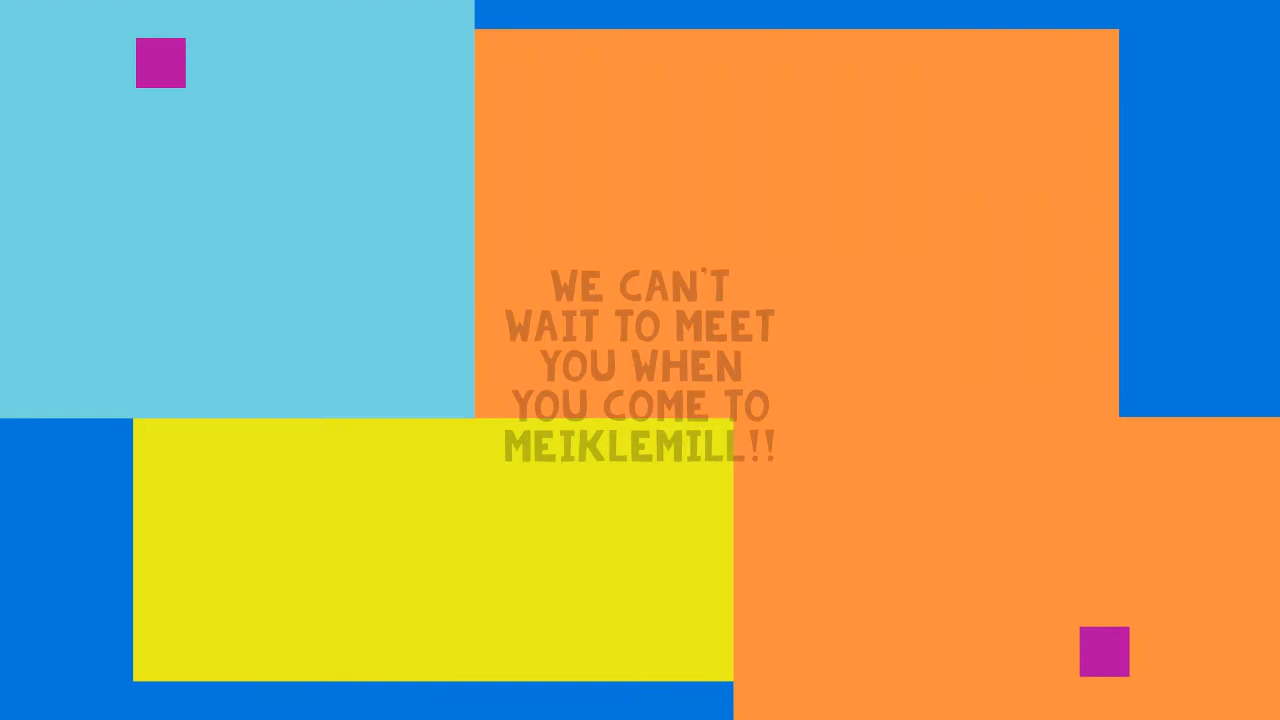 WE CAN'T
WAIT TO MEET
YOU WHEN
YOU COME TO
MEIKLEMILL!!